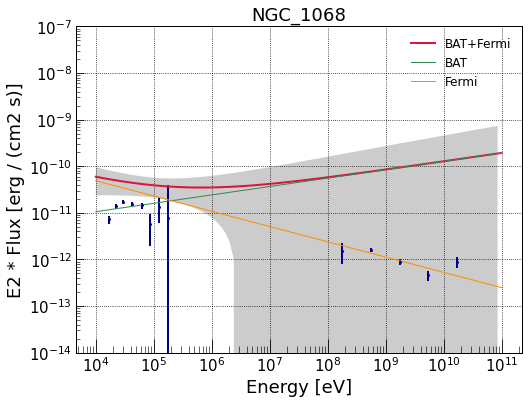 NGC_1068
E2 * Flux [erg / (cm2 s)]
10^-7
10^-8
10^-9
10^-10
10^-11
10^-12
10^-13
10^-14
BAT+Fermi
BAT
Fermi
10^4 10^5 10^6 10^7 10^8 10^9 10^10 10^11
Energy [eV]